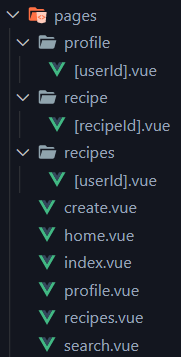 pages
profile
[userId].vue
recipe
[recipeId].vue
recipes
[userId].vue
create.vue
home.vue
index.vue
profile.vue
recipes.vue
search.vue